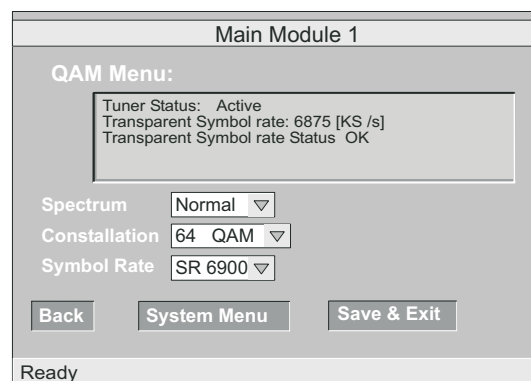 Main Module 1
QAM Menu:
Tuner Status: Active
Transparent Symbol rate: 6875 [KS /s]
Transparent Symbol rate Status OK
Spectrum Normal
Constallation 64 QAM
Symbol Rate SR 6900
Back System Menu Save & Exit
Ready